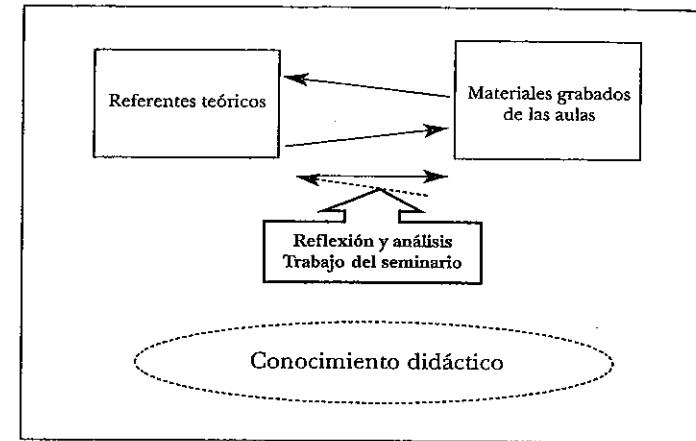 Referentes teóricos
Materiales grabados
de las aulas
Reflexión y análisis
Trabajo del seminario
Conocimiento didáctico